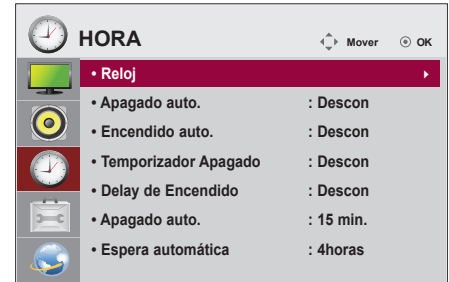 HORA Mover OK
• Reloj
• Apagado auto. : Descon
• Encendido auto. : Descon
• Temporizador Apagado : Descon
• Delay de Encendido : Descon
• Apagado auto. : 15 min.
• Espera automática : 4horas